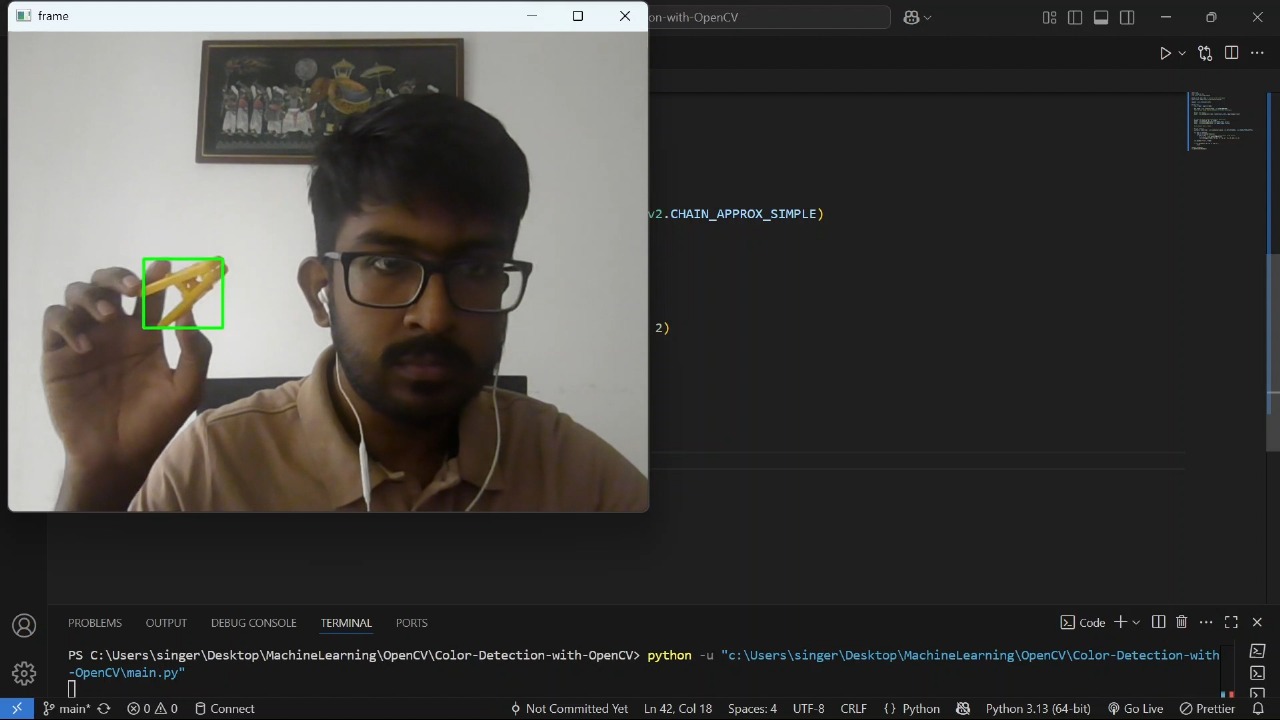 frame
on-with-OpenCV
v2.CHAIN_APPROX_SIMPLE)
2)
PROBLEMS OUTPUT DEBUG CONSOLE TERMINAL PORTS
Code
PS C:\Users\singer\Desktop\MachineLearning\OpenCV\Color-Detection-with-OpenCV> python -u "c:\Users\singer\Desktop\MachineLearning\OpenCV\Color-Detection-with
-OpenCV\main.py"
main* 0 0 Connect Not Committed Yet Ln 42, Col 18 Spaces: 4 UTF-8 CRLF {} Python Python 3.13 (64-bit) Go Live Prettier